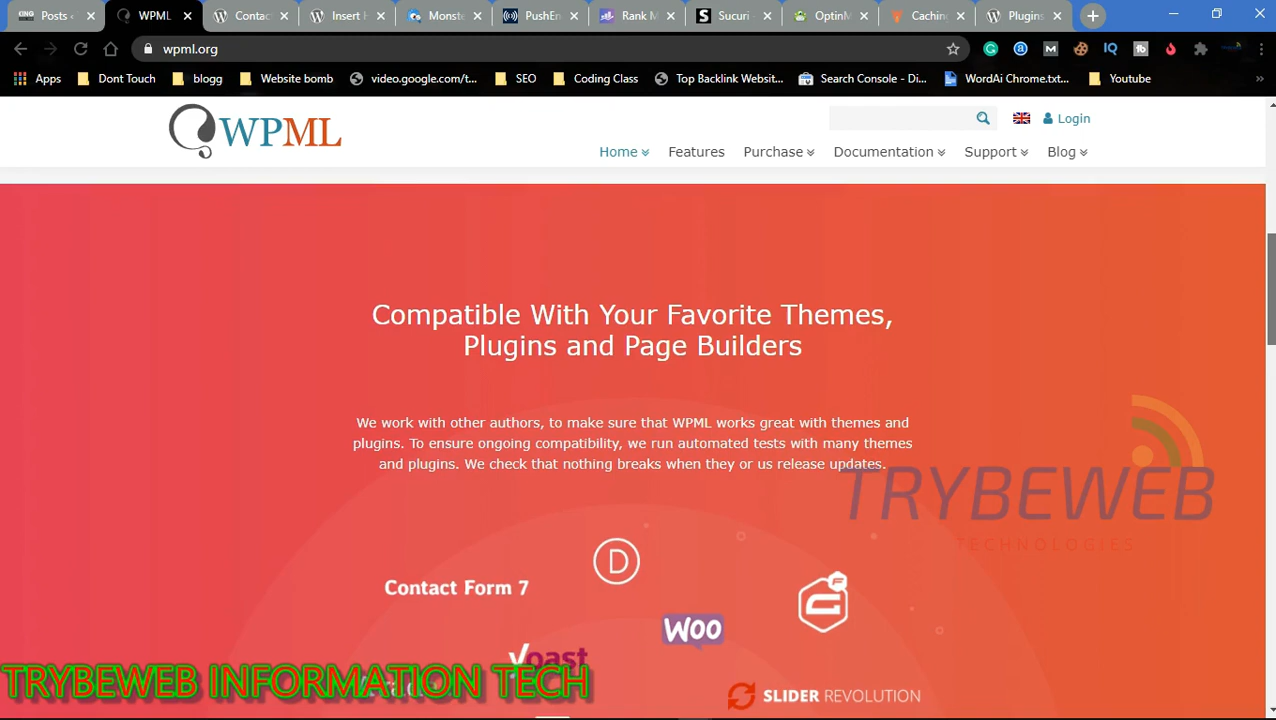 Posts
WPML
Contac
Insert H
Monste
PushEn
Rank M
Sucuri -
OptinM
Caching
Plugins
wpml.org
Apps
Dont Touch
blogg
Website bomb
video.google.com/t...
SEO
Coding Class
Top Backlink Websit...
Search Console - Di...
WordAi Chrome.txt...
Youtube
WPML
Login
Home
Features
Purchase
Documentation
Support
Blog
Compatible With Your Favorite Themes,
Plugins and Page Builders
We work with other authors, to make sure that WPML works great with themes and
plugins. To ensure ongoing compatibility, we run automated tests with many themes
and plugins. We check that nothing breaks when they or us release updates.
TRYBEWEB
TECHNOLOGIES
D
Contact Form 7
WOO
yoast
TRYBEWEB INFORMATION TECH
SLIDER REVOLUTION